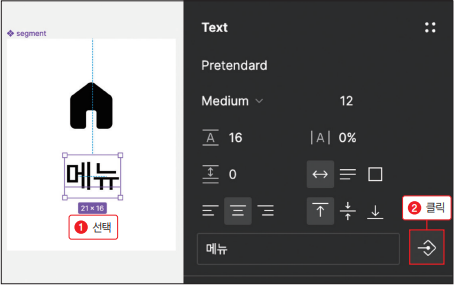 segment
메뉴
21 × 16
1 선택
Text
Pretendard
Medium 12
A 16 |A| 0%
0
2 클릭
메뉴